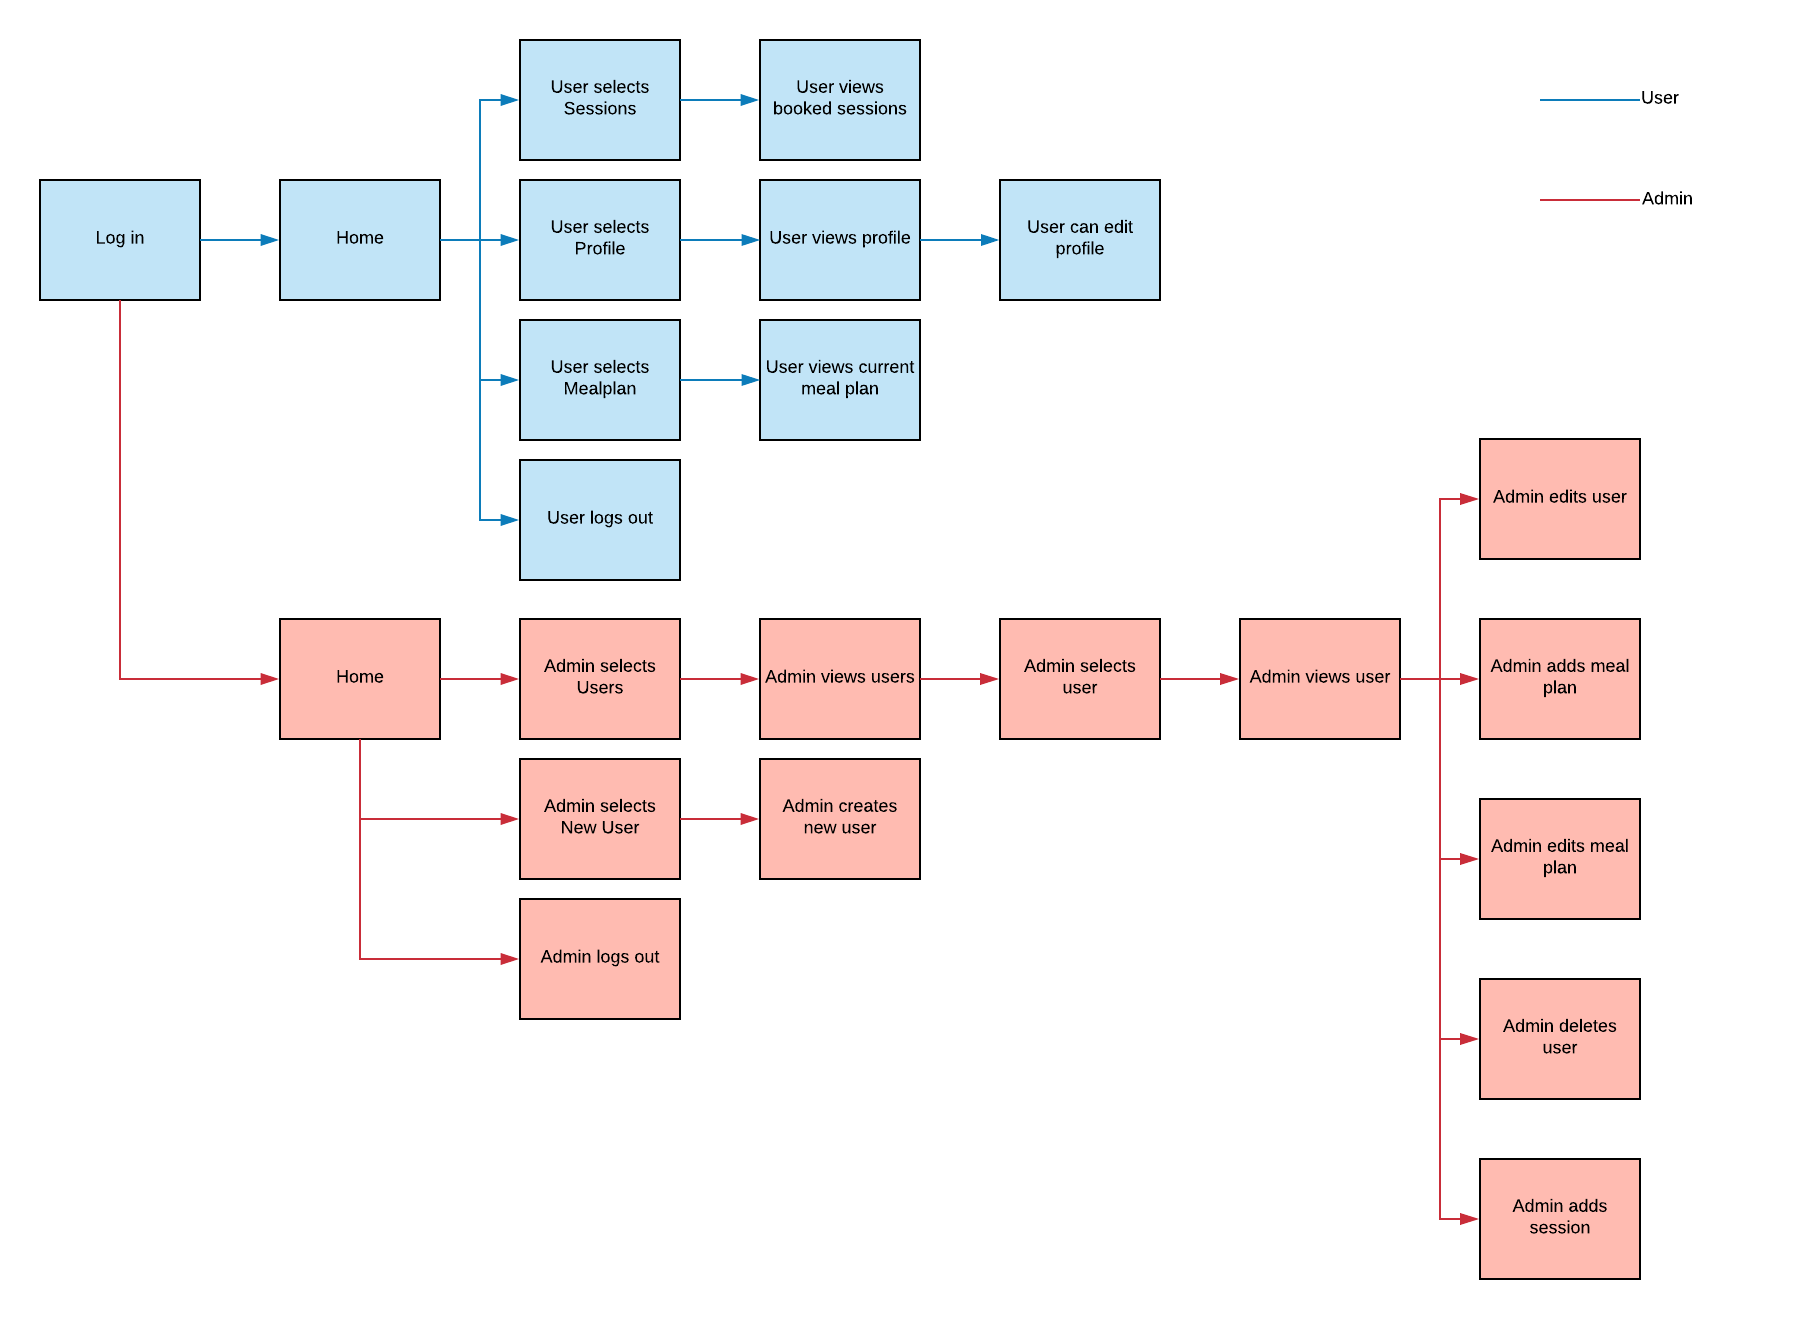 User selects
Sessions
User views
booked sessions
User
Admin
Log in
Home
User selects
Profile
User views profile
User can edit
profile
User selects
Mealplan
User views current
meal plan
User logs out
Admin edits user
Home
Admin selects
Users
Admin views users
Admin selects
user
Admin views user
Admin adds meal
plan
Admin selects
New User
Admin creates
new user
Admin edits meal
plan
Admin logs out
Admin deletes
user
Admin adds
session